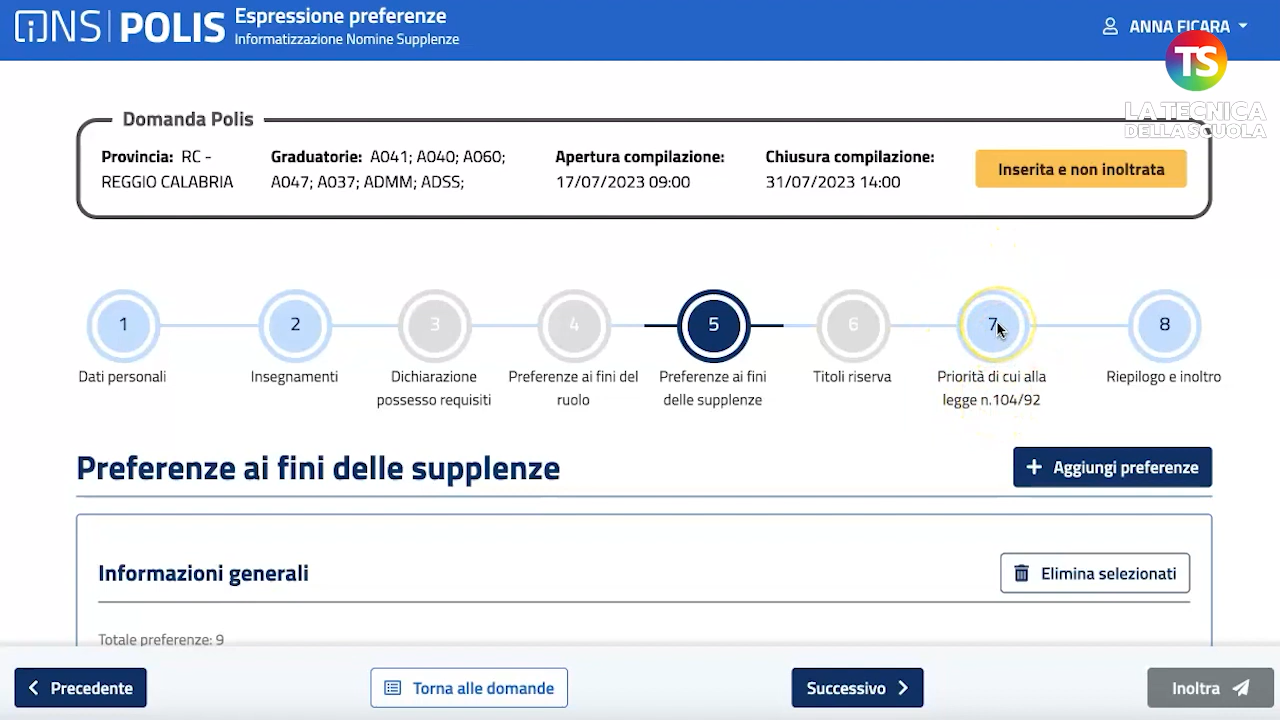 iNS POLIS
Espressione preferenze
Informatizzazione Nomine Supplenze
ANNA FICARA
TS
LA TECNICA
DELLA SCUOLA
Domanda Polis
Provincia: RC -
REGGIO CALABRIA
Graduatorie: A041; A040; A060;
A047; A037; ADMM; ADSS;
Apertura compilazione:
17/07/2023 09:00
Chiusura compilazione:
31/07/2023 14:00
Inserita e non inoltrata
1
Dati personali
2
Insegnamenti
3
Dichiarazione
possesso requisiti
4
Preferenze ai fini del
ruolo
5
Preferenze ai fini
delle supplenze
6
Titoli riserva
7
Priorità di cui alla
legge n.104/92
8
Riepilogo e inoltro
Preferenze ai fini delle supplenze
Aggiungi preferenze
Informazioni generali
Elimina selezionati
Totale preferenze: 9
Precedente
Torna alle domande
Successivo
Inoltra